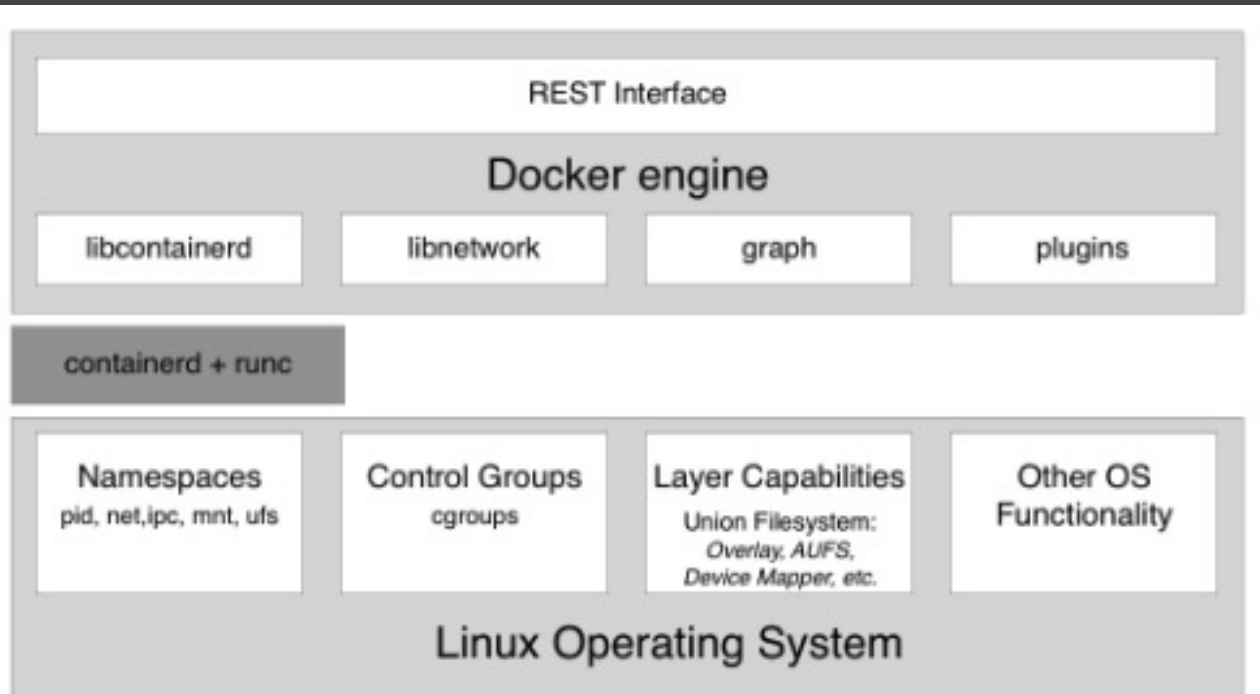 REST Interface
Docker engine
libcontainerd
libnetwork
graph
plugins
containerd + runc
Namespaces
pid, net,ipc, mnt, ufs
Control Groups
cgroups
Layer Capabilities
Union Filesystem:
Overlay, AUFS,
Device Mapper, etc.
Other OS
Functionality
Linux Operating System